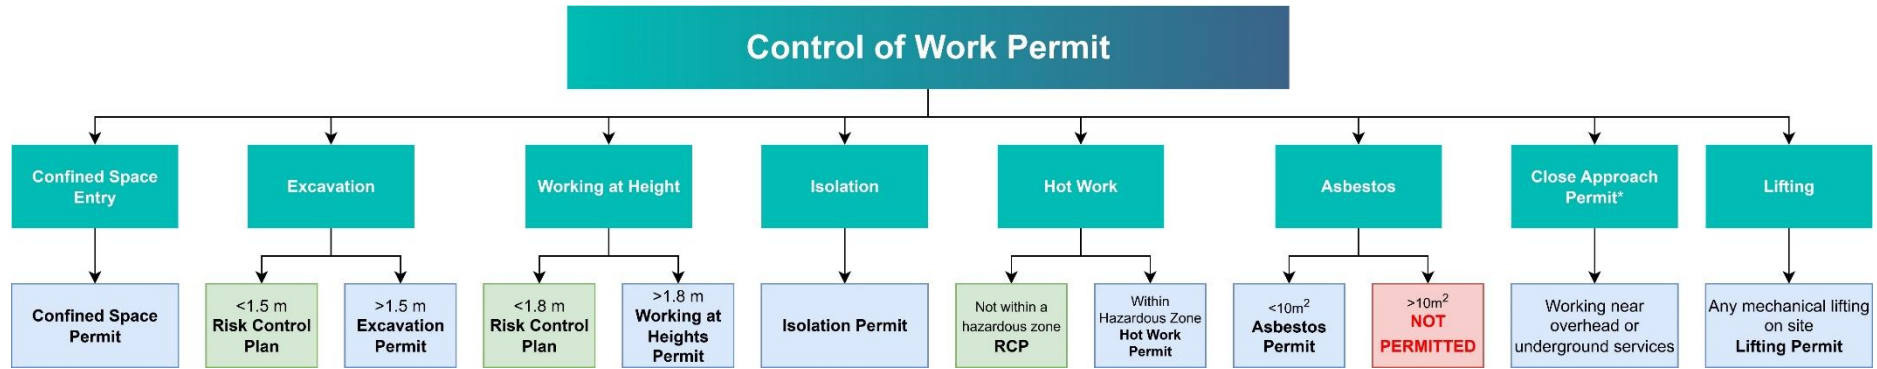 Control of Work Permit
Confined Space
Entry
Excavation
Working at Height
Isolation
Hot Work
Asbestos
Close Approach
Permit*
Lifting
Confined Space
Permit
<1.5 m
Risk Control
Plan
>1.5 m
Excavation
Permit
<1.8 m
Risk Control
Plan
>1.8 m
Working at
Heights
Permit
Isolation Permit
Not within a
hazardous zone
RCP
Within
Hazardous Zone
Hot Work
Permit
<10m²
Asbestos
Permit
>10m²
NOT
PERMITTED
Working near
overhead or
underground services
Any mechanical lifting
on site
Lifting Permit